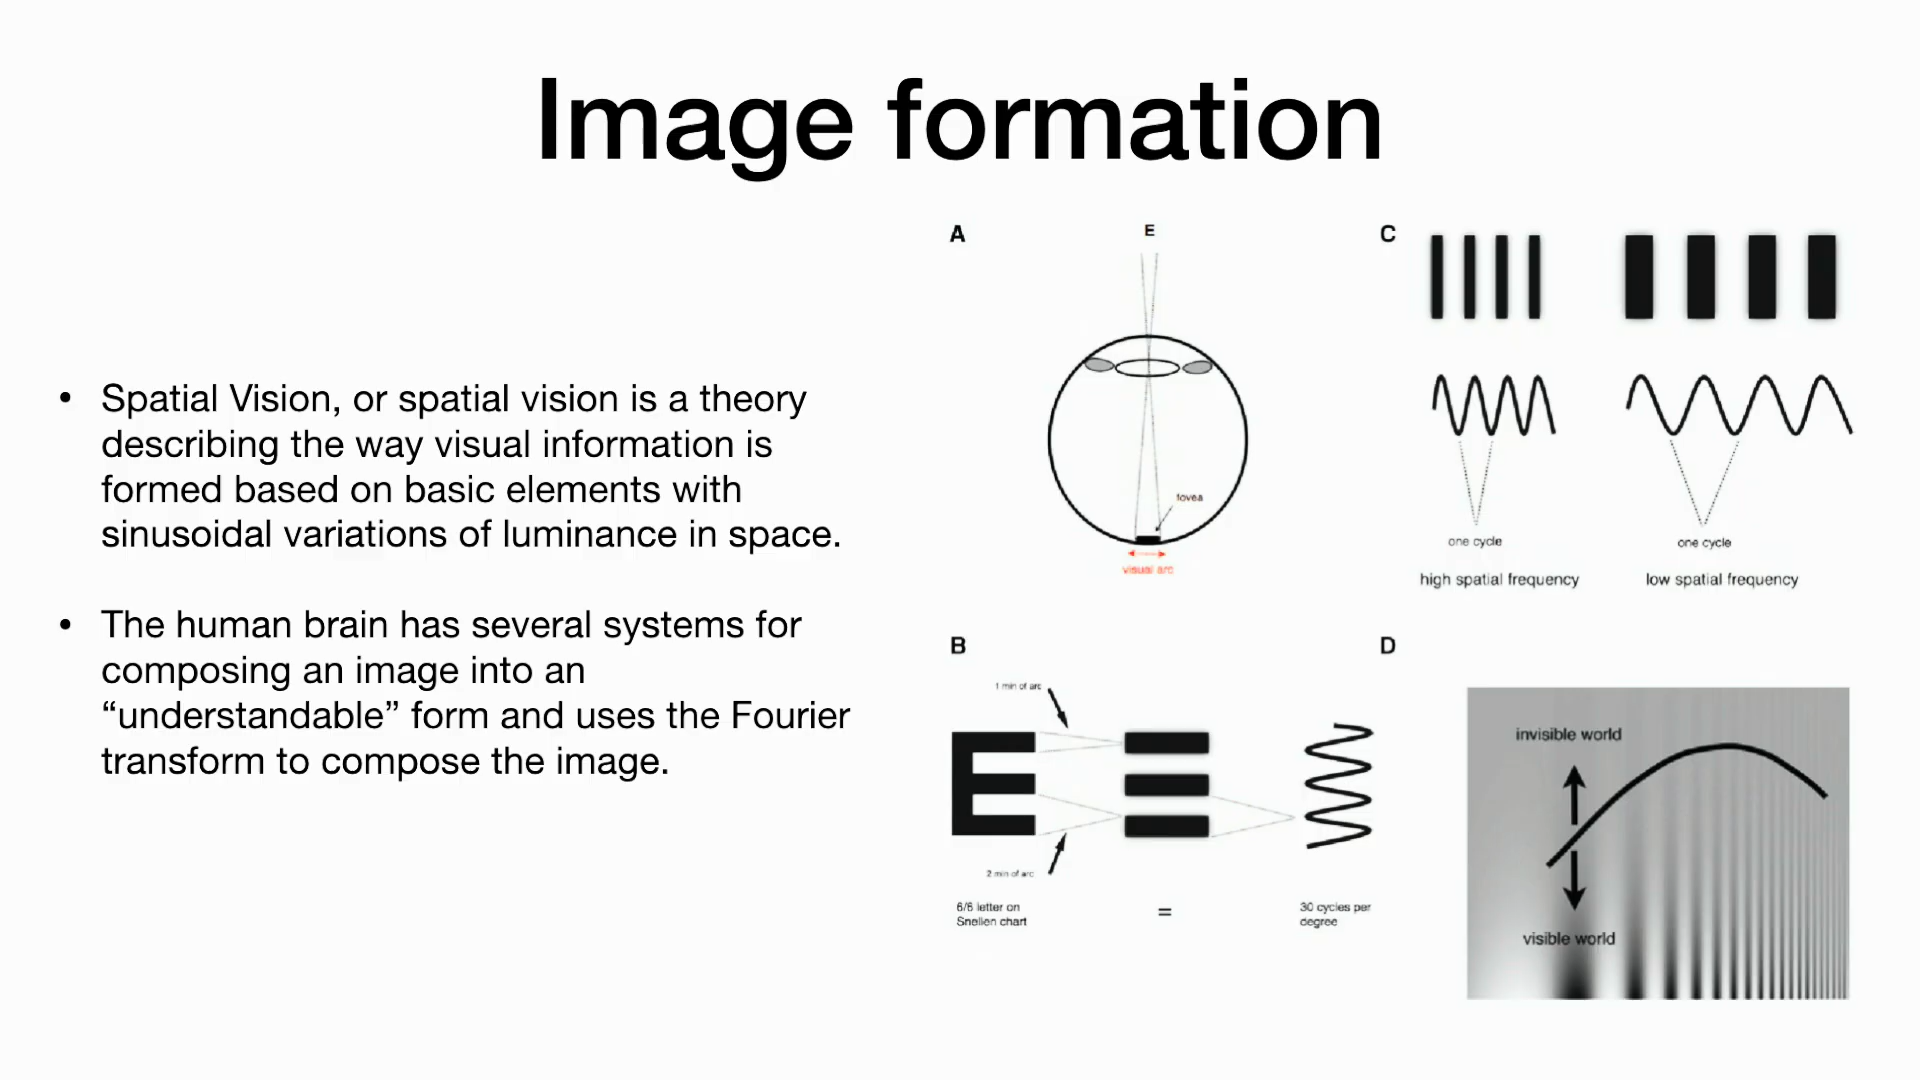 Image formation
• Spatial Vision, or spatial vision is a theory
describing the way visual information is
formed based on basic elements with
sinusoidal variations of luminance in space.
• The human brain has several systems for
composing an image into an
“understandable” form and uses the Fourier
transform to compose the image.
A
E
fovea
visual arc
B
1 min of arc
E
2 min of arc
6/6 letter on
Snellen chart
=
30 cycles per
degree
C
one cycle
one cycle
high spatial frequency
low spatial frequency
D
invisible world
visible world